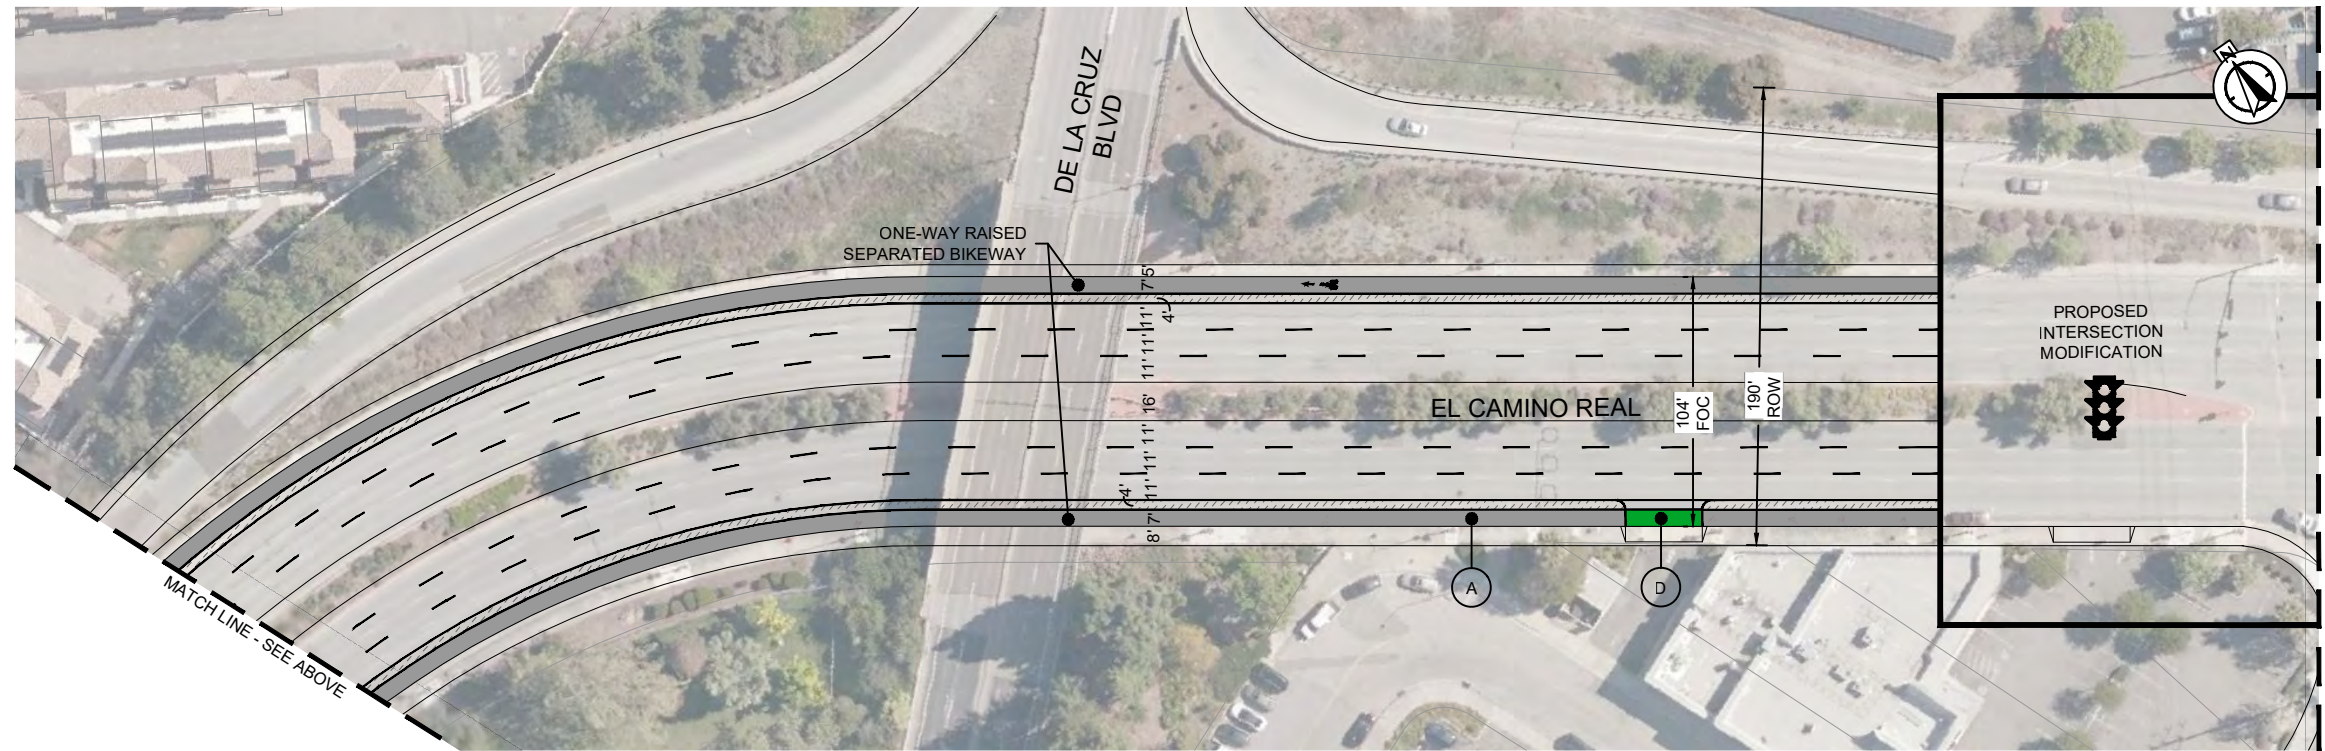 DE LA CRUZ
BLVD
N
ONE-WAY RAISED
SEPARATED BIKEWAY
5'
7'
4'
11'
11'
11'
16'
11'
11'
11'
4'
7'
8'
EL CAMINO REAL
104'
FOC
190'
ROW
PROPOSED
INTERSECTION
MODIFICATION
A
D
MATCH LINE - SEE ABOVE